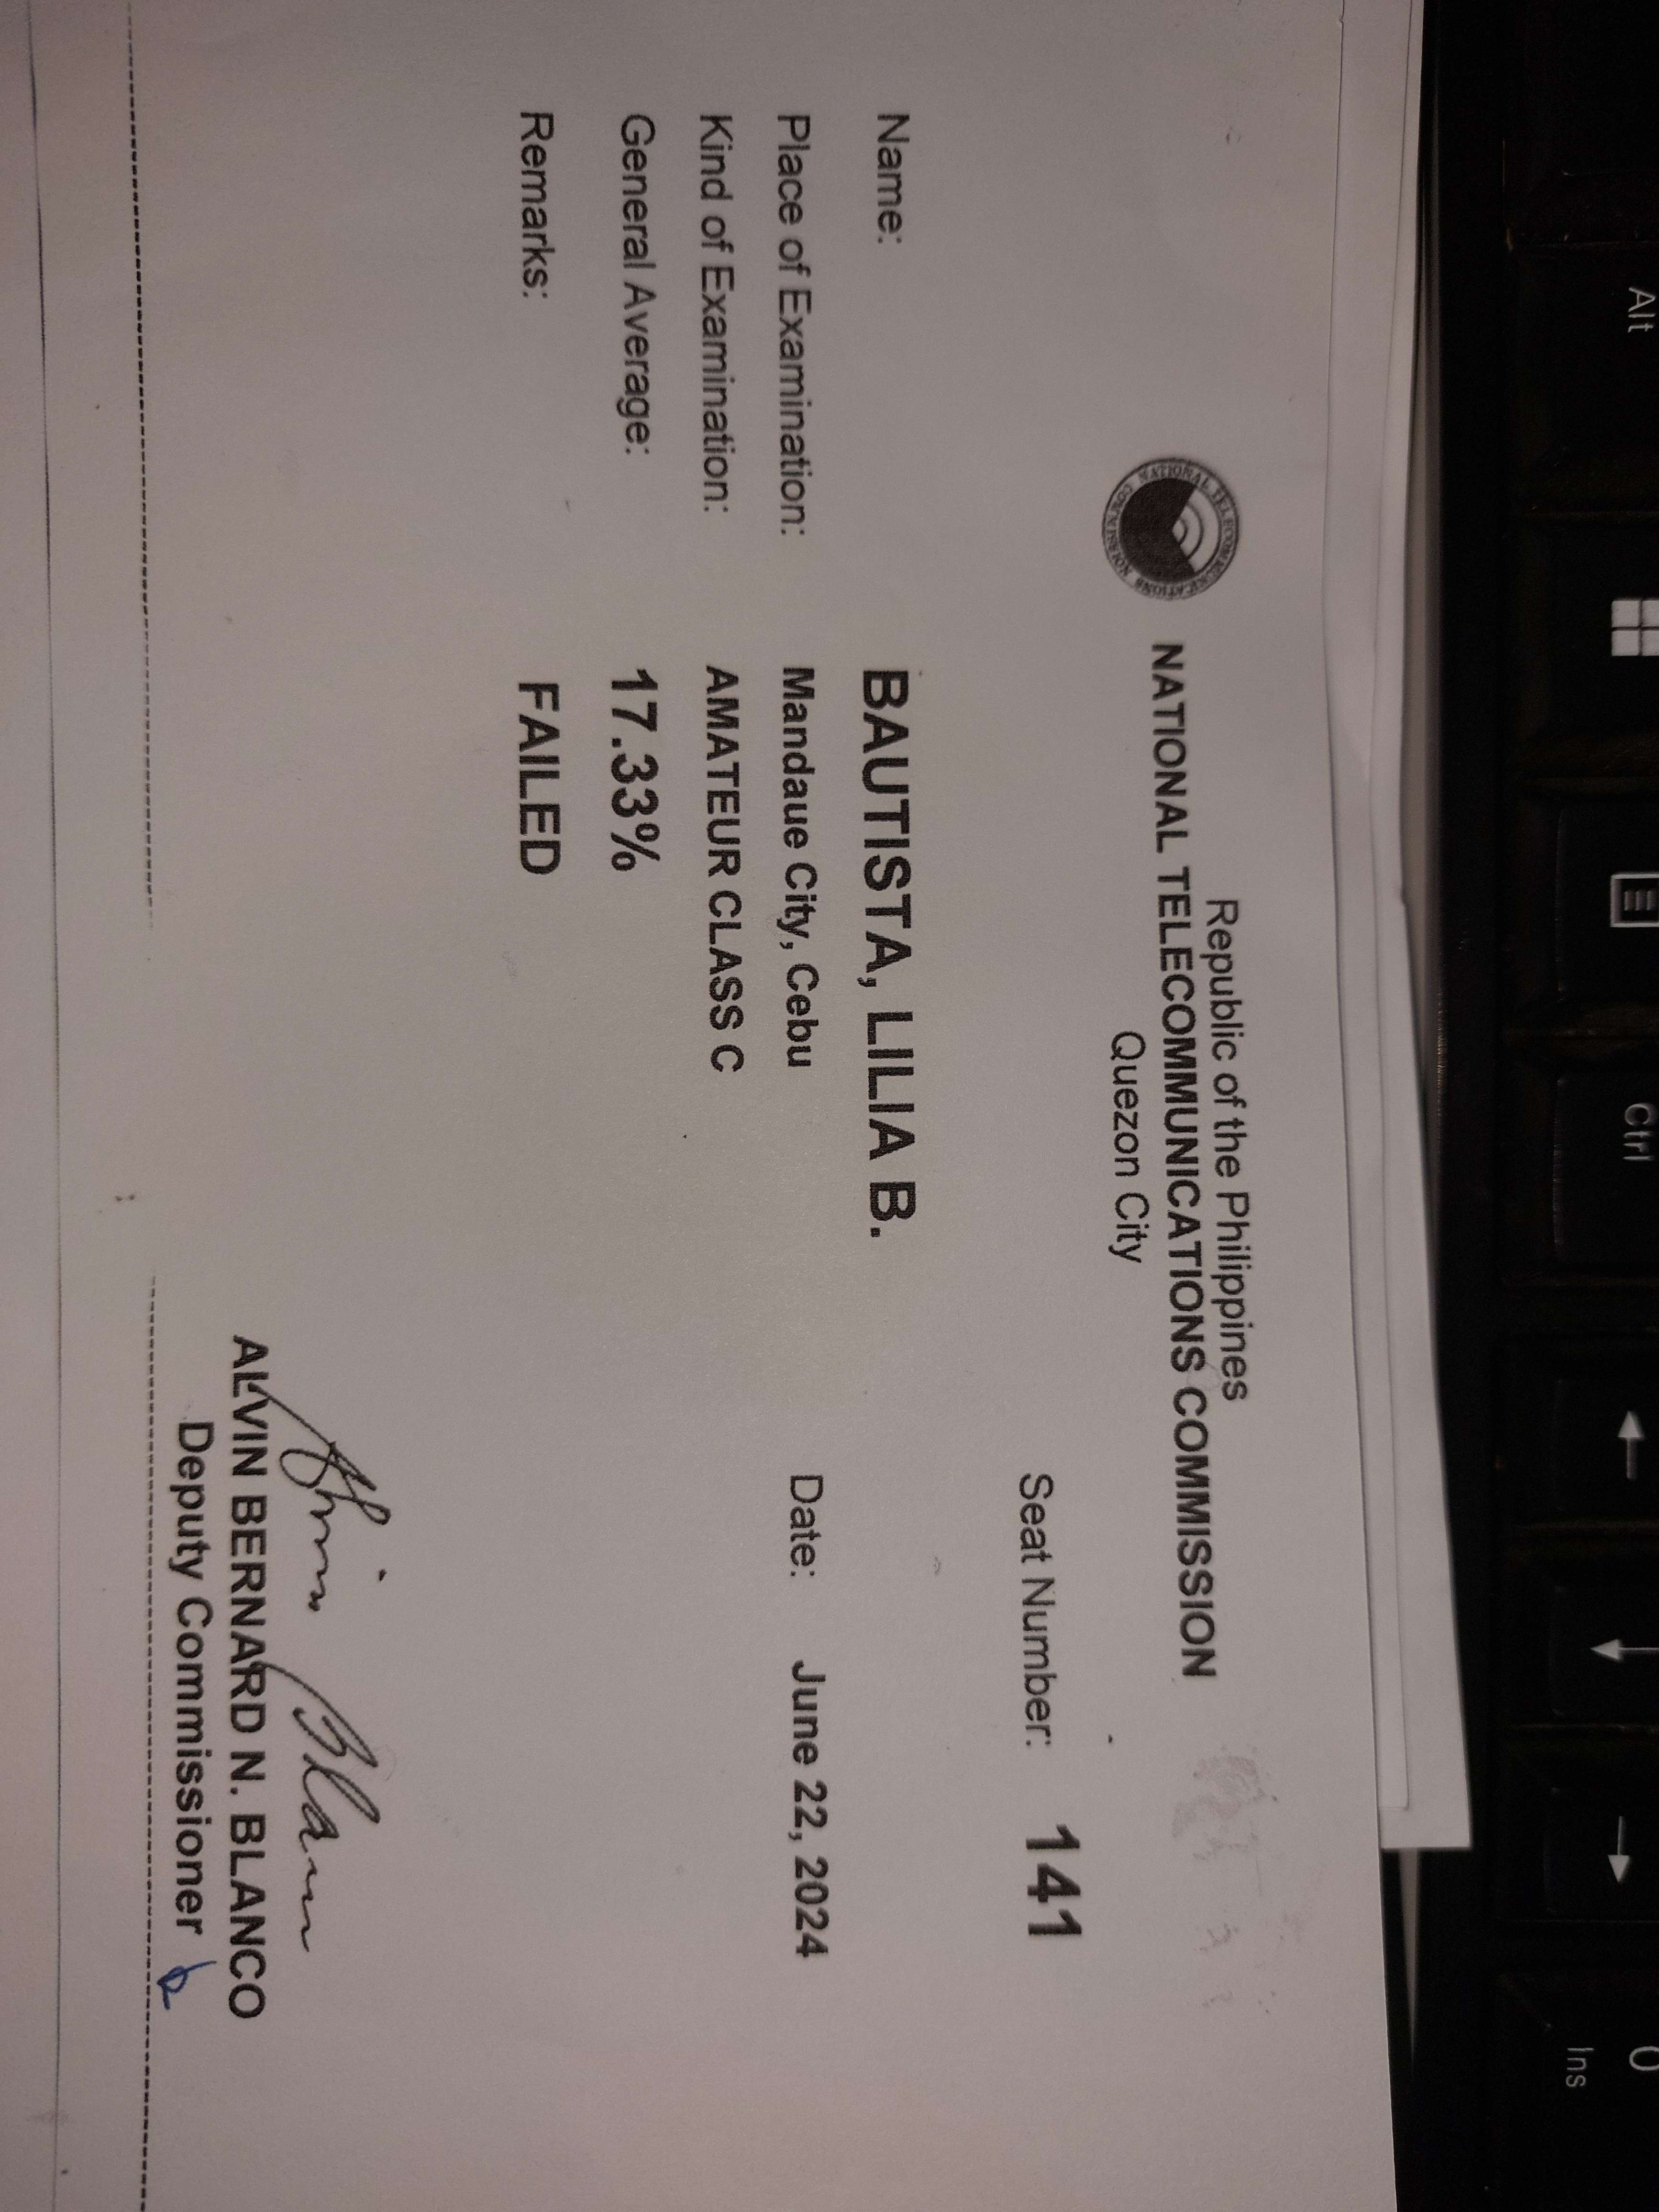 Republic of the Philippines
NATIONAL TELECOMMUNICATIONS COMMISSION
Quezon City
NATIONAL TELECOMMUNICATIONS COMMISSION
Seat Number: 141
Name: BAUTISTA, LILIA B.
Place of Examination: Mandaue City, Cebu Date: June 22, 2024
Kind of Examination: AMATEUR CLASS C
General Average: 17.33%
Remarks: FAILED
ALVIN BERNARD N. BLANCO
Deputy Commissioner
Alt
Ctrl
0
Ins